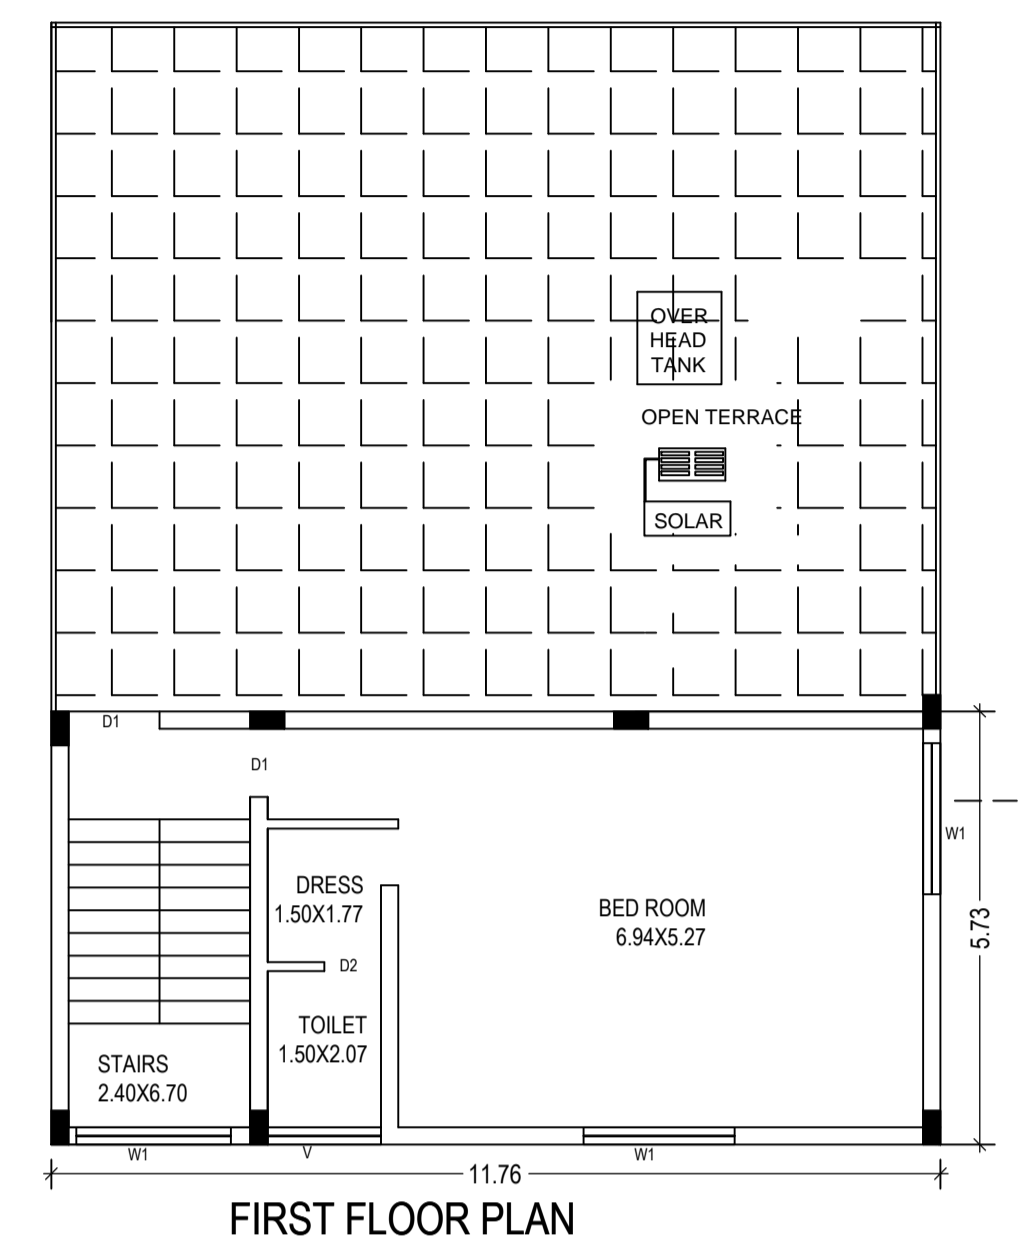 OVER
HEAD
TANK
OPEN TERRACE
SOLAR
D1
D1
W1
DRESS
1.50X1.77
BED ROOM
6.94X5.27
5.73
D2
TOILET
1.50X2.07
STAIRS
2.40X6.70
W1
V
W1
11.76
FIRST FLOOR PLAN